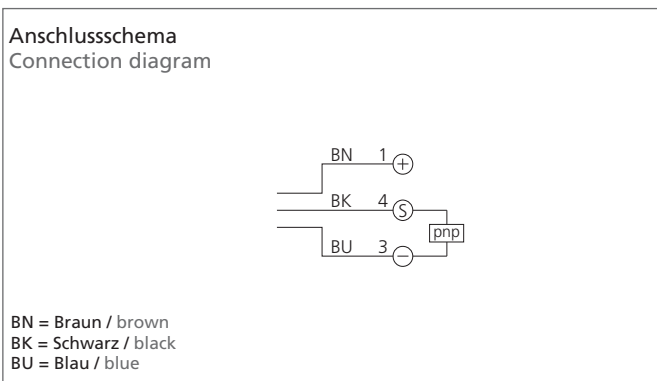 Anschlussschema
Connection diagram
BN 1 +
BK 4 S
pnp
BU 3 −
BN = Braun / brown
BK = Schwarz / black
BU = Blau / blue